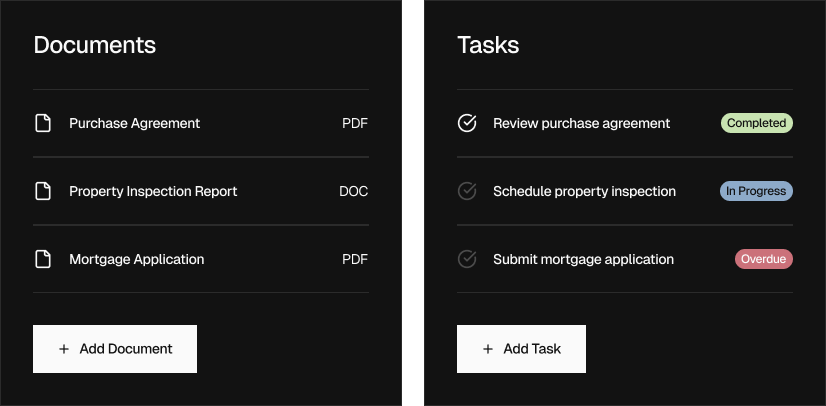 Documents
Purchase Agreement PDF
Property Inspection Report DOC
Mortgage Application PDF
+ Add Document
Tasks
Review purchase agreement Completed
Schedule property inspection In Progress
Submit mortgage application Overdue
+ Add Task